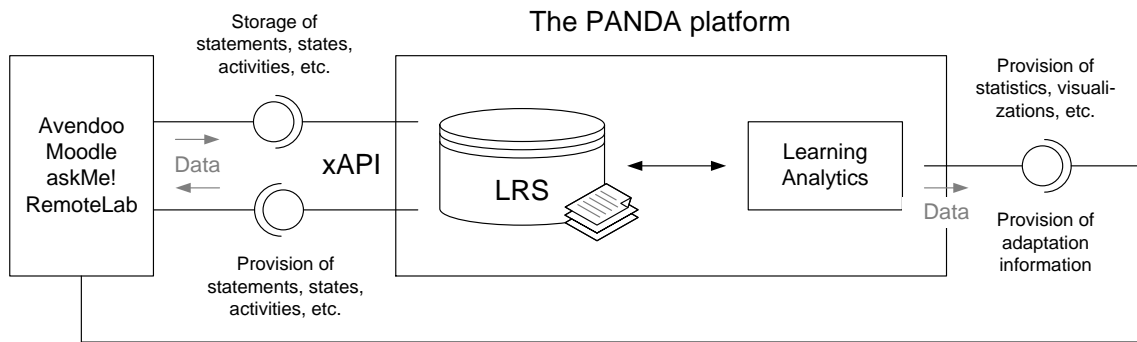 The PANDA platform
Storage of
statements, states,
activities, etc.
Avendoo
Moodle
askMe!
RemoteLab
Data
xAPI
Provision of
statements, states,
activities, etc.
LRS
Learning
Analytics
Data
Provision of
statistics, visuali-
zations, etc.
Provision of
adaptation
information